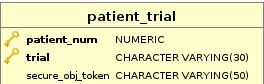 patient_trial
patient_num NUMERIC
trial CHARACTER VARYING(30)
secure_obj_token CHARACTER VARYING(50)